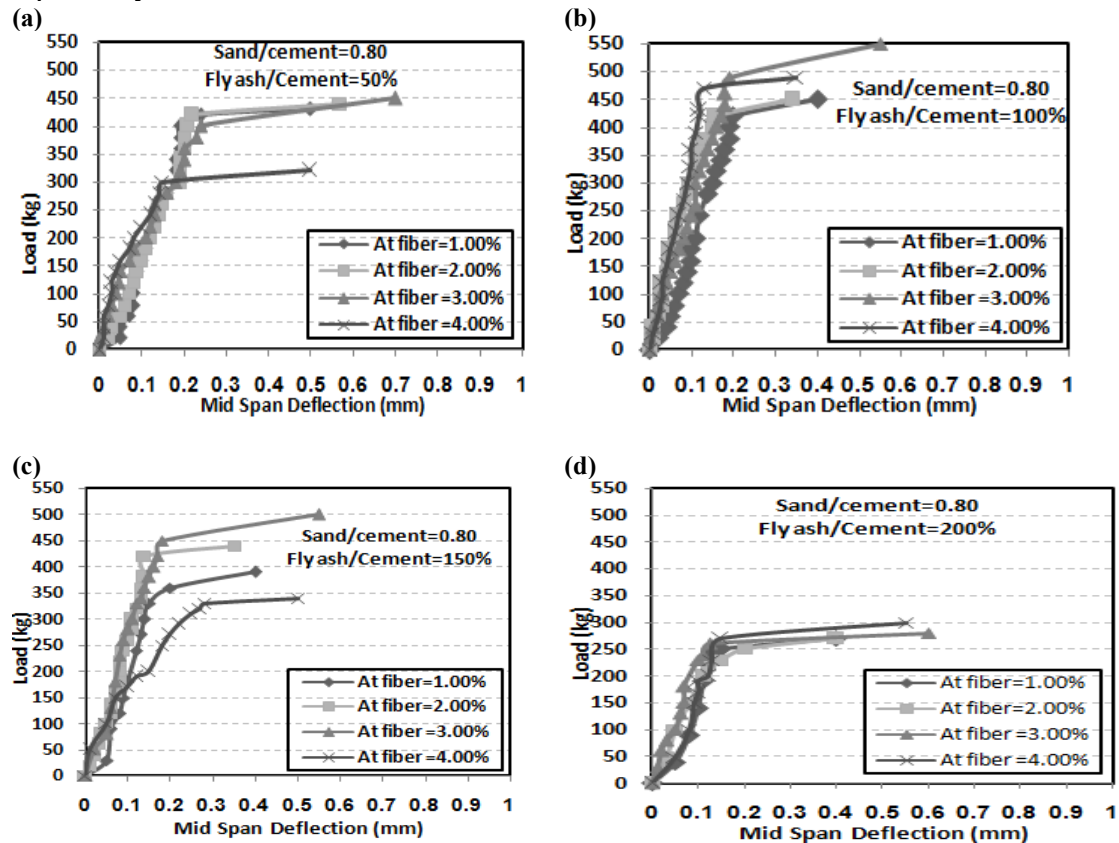 (a)
550
500
450
400
350
300
250
200
150
100
50
0
Load (kg)
Sand/cement=0.80
Fly ash/Cement=50%
At fiber=1.00%
At fiber=2.00%
At fiber =3.00%
At fiber =4.00%
0 0.1 0.2 0.3 0.4 0.5 0.6 0.7 0.8 0.9 1
Mid Span Deflection (mm)
(b)
550
500
450
400
350
300
250
200
150
100
50
0
Load (kg)
Sand/cement=0.80
Fly ash/Cement=100%
At fiber=1.00%
At fiber=2.00%
At fiber =3.00%
At fiber =4.00%
0 0.1 0.2 0.3 0.4 0.5 0.6 0.7 0.8 0.9 1
Mid Span Deflection (mm)
(c)
550
500
450
400
350
300
250
200
150
100
50
0
Load (kg)
Sand/cement=0.80
Fly ash/Cement=150%
At fiber=1.00%
At fiber=2.00%
At fiber =3.00%
At fiber =4.00%
0 0.1 0.2 0.3 0.4 0.5 0.6 0.7 0.8 0.9 1
Mid Span Deflection (mm)
(d)
550
500
450
400
350
300
250
200
150
100
50
0
Load (kg)
Sand/cement=0.80
Fly ash/Cement=200%
At fiber=1.00%
At fiber=2.00%
At fiber =3.00%
At fiber =4.00%
0 0.1 0.2 0.3 0.4 0.5 0.6 0.7 0.8 0.9 1
Mid Span Deflection (mm)